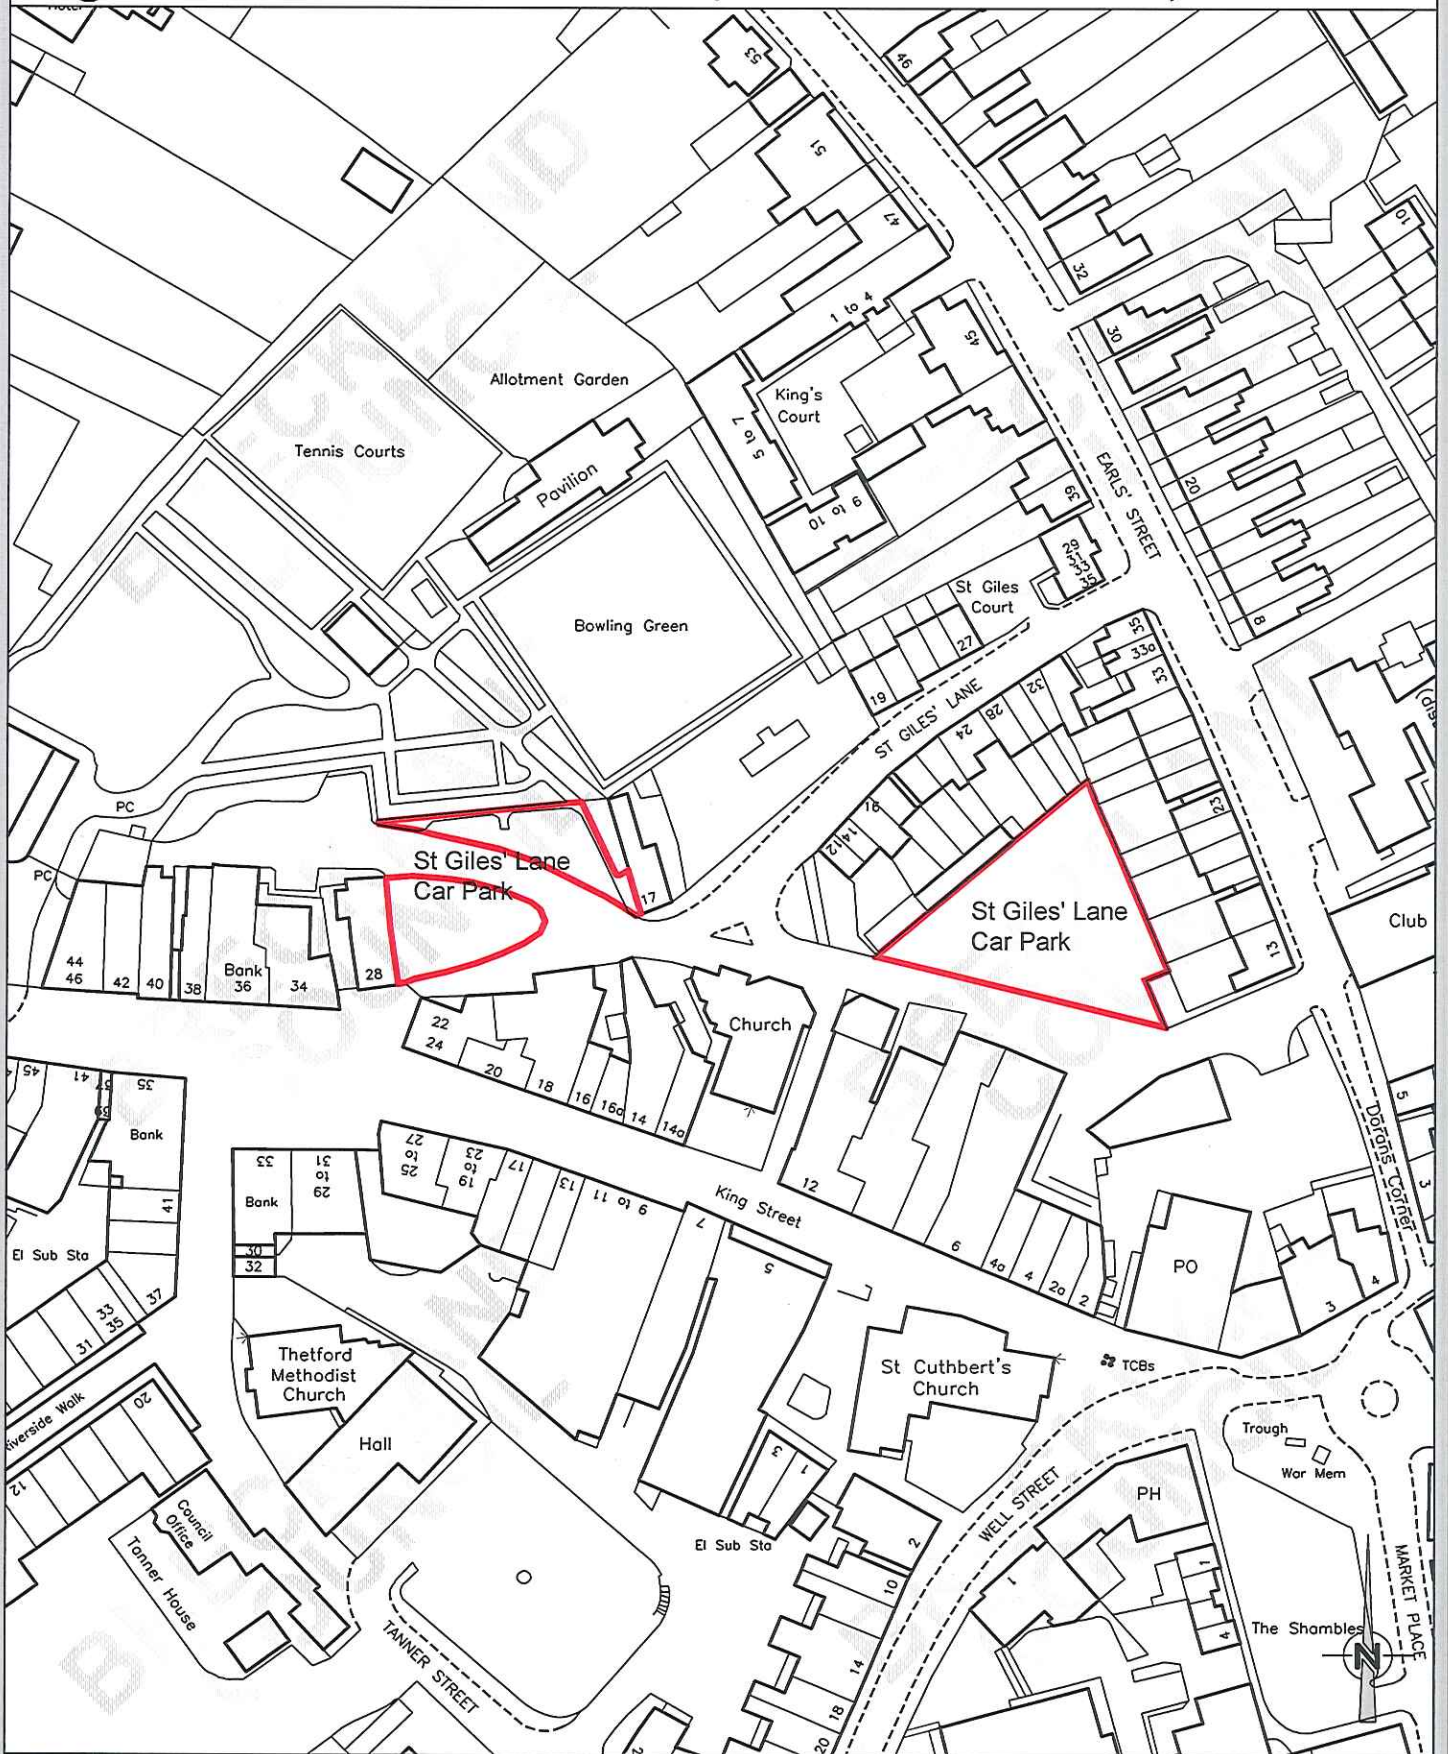 53
46
51
47
10
32
1 to 4
30
45
Allotment Garden
King's
Court
5 to 7
Tennis Courts
Pavilion
39
EARLS' STREET
20
9 to 10
St Giles
Court
Bowling Green
27
8
35
33a
33
19
ST GILES' LANE
32
28
24
16
14
12
23
PC
St Giles' Lane
Car Park
17
St Giles' Lane
Car Park
Club
PC
44
46
42
40
38
Bank
36
34
28
13
22
24
20
18
16
16a
14
14a
Church
45
41
37
39
35
Bank
5
Dorans Corner
3
33
Bank
31
to
29
27
to
25
23
to
19
17
13
9 to 11
7
King Street
12
6
4a
4
2a
2
PO
3
4
41
El Sub Sta
30
32
5
37
33
35
31
Thetford
Methodist
Church
St Cuthbert's
Church
TCBs
Riverside Walk
20
12
Hall
3
1
Trough
War Mem
WELL STREET
PH
Council
Office
Tanner House
El Sub Sta
2
10
1
1
4
MARKET PLACE
The Shambles
N
TANNER STREET
14
18
20